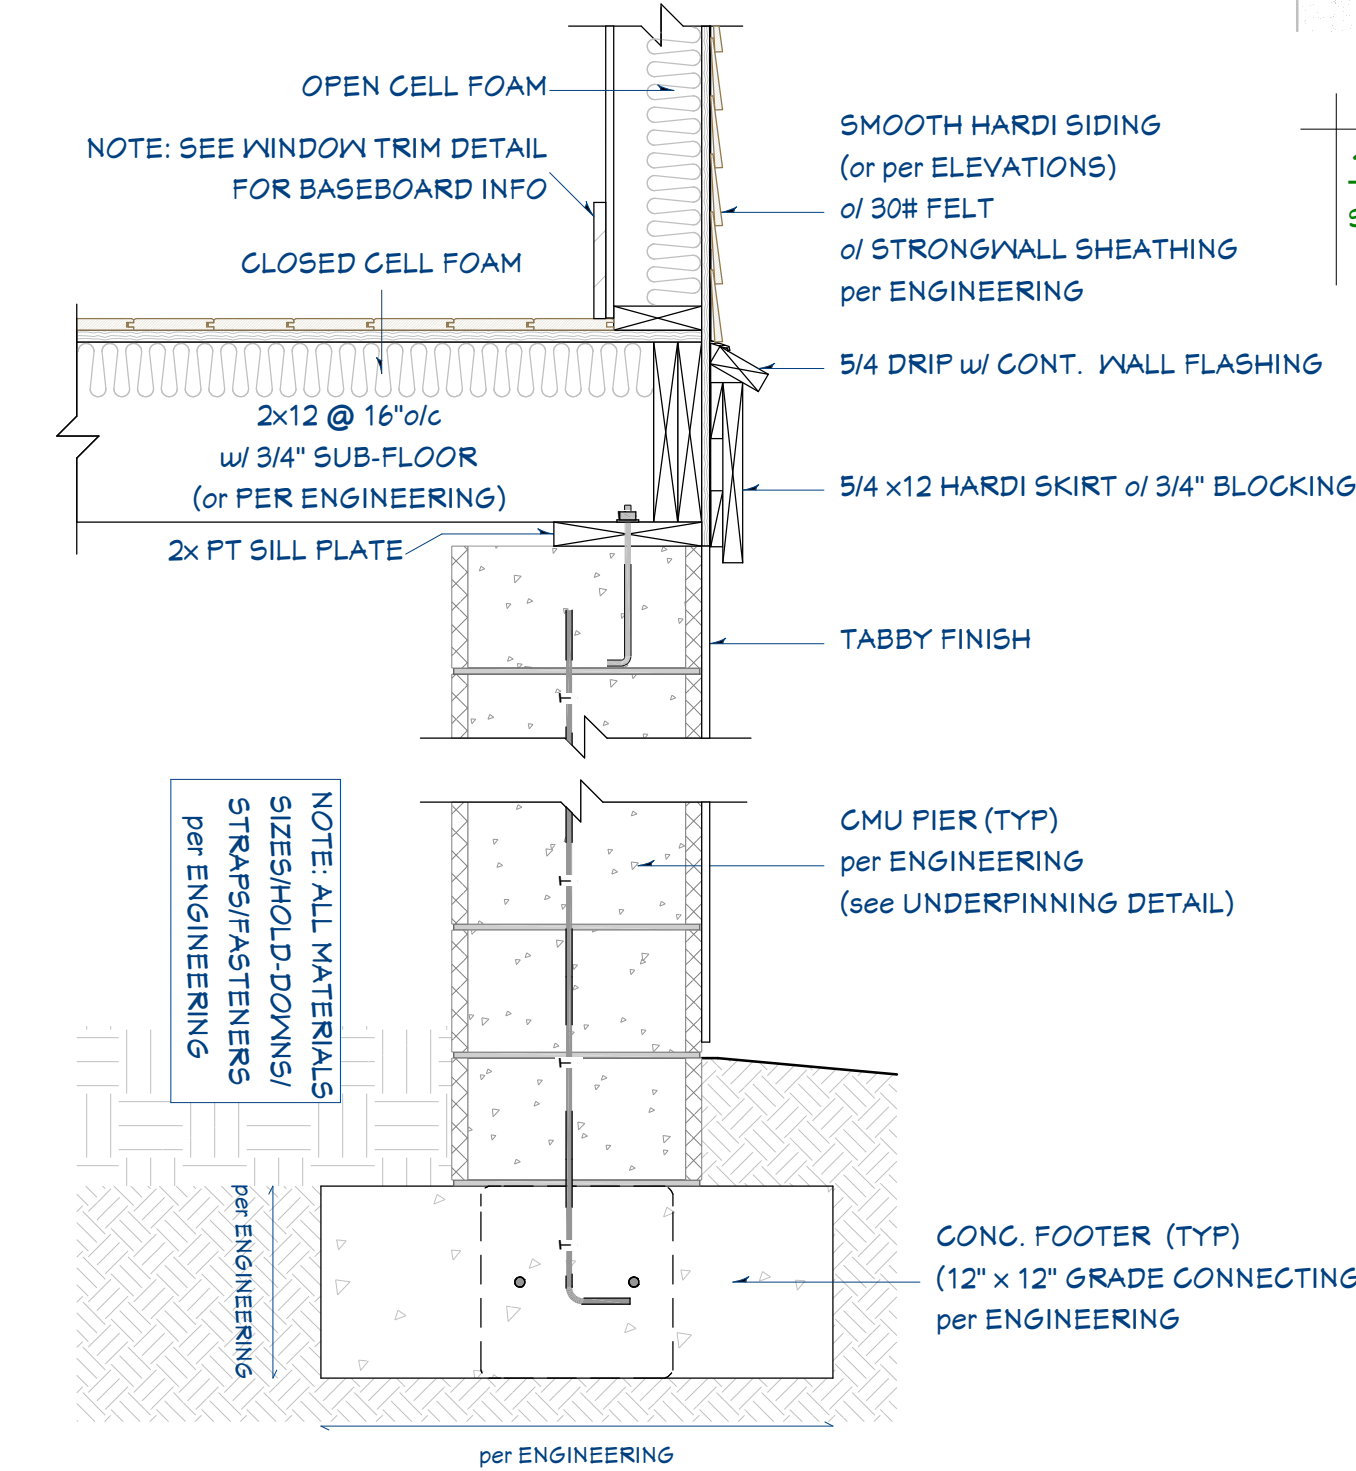 OPEN CELL FOAM
NOTE: SEE WINDOW TRIM DETAIL
FOR BASEBOARD INFO
CLOSED CELL FOAM
SMOOTH HARDI SIDING
(or per ELEVATIONS)
o/ 30# FELT
o/ STRONGWALL SHEATHING
per ENGINEERING
5/4 DRIP w/ CONT. WALL FLASHING
2x12 @ 16"o/c
w/ 3/4" SUB-FLOOR
(or PER ENGINEERING)
5/4 x12 HARDI SKIRT o/ 3/4" BLOCKING
2x PT SILL PLATE
TABBY FINISH
NOTE: ALL MATERIALS
SIZES/HOLD-DOWNS/
STRAPS/FASTENERS
per ENGINEERING
CMU PIER (TYP)
per ENGINEERING
(see UNDERPINNING DETAIL)
per ENGINEERING
CONC. FOOTER (TYP)
(12" x 12" GRADE CONNECTING
per ENGINEERING
per ENGINEERING